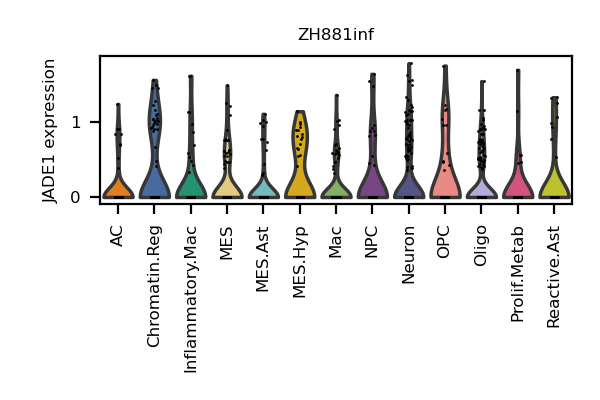 ZH881inf
JADE1 expression
1
0
AC
Chromatin.Reg
Inflammatory.Mac
MES
MES.Ast
MES.Hyp
Mac
NPC
Neuron
OPC
Oligo
Prolif.Metab
Reactive.Ast